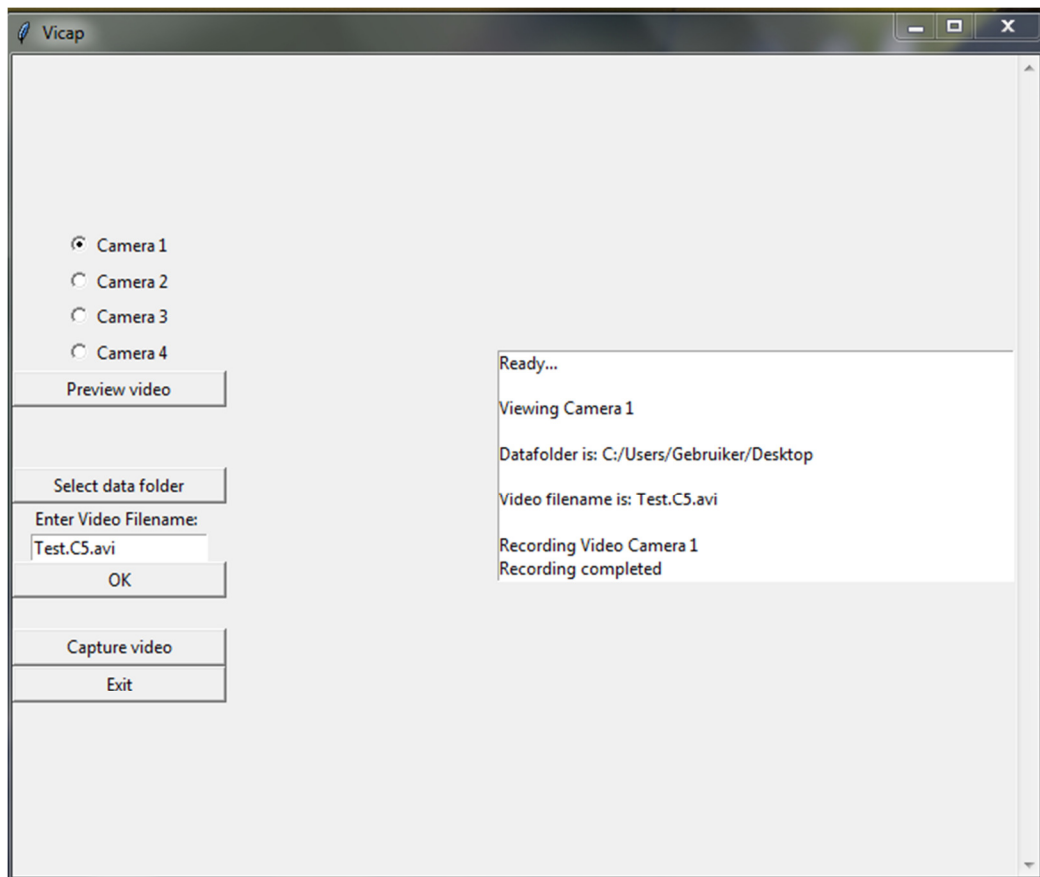 Vicap
Camera 1
Camera 2
Camera 3
Camera 4
Preview video
Select data folder
Enter Video Filename:
Test.C5.avi
OK
Capture video
Exit
Ready...
Viewing Camera 1
Datafolder is: C:/Users/Gebruiker/Desktop
Video filename is: Test.C5.avi
Recording Video Camera 1
Recording completed